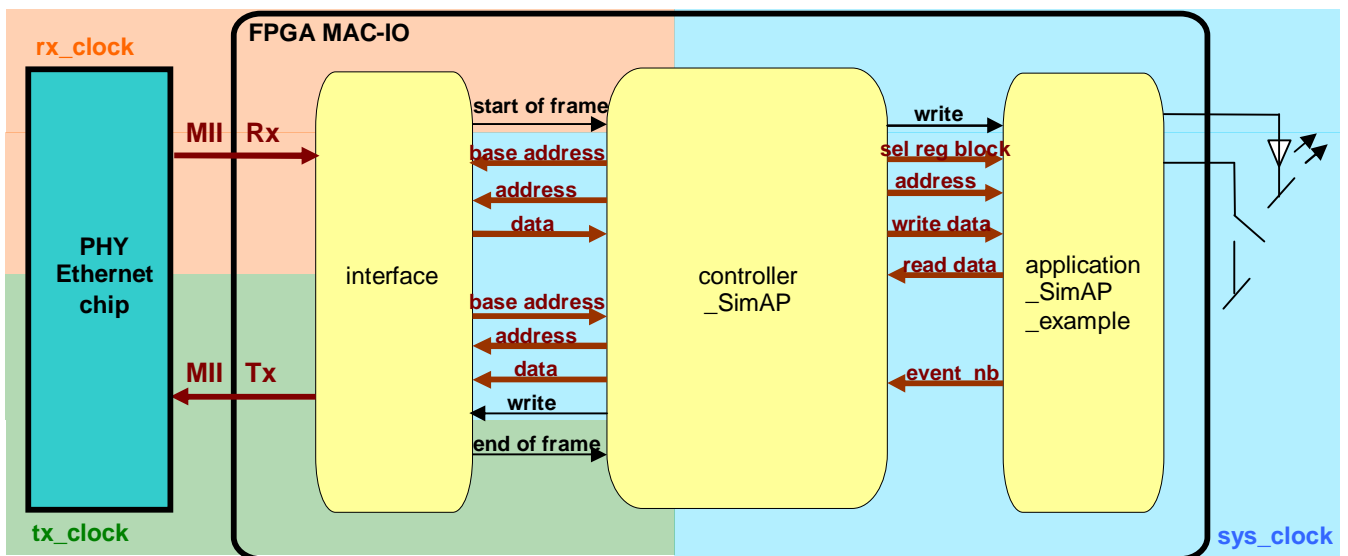 FPGA MAC-IO
rx_clock
MII Rx
PHY
Ethernet
chip
MII Tx
tx_clock
interface
start of frame
base address
address
data
base address
address
data
write
end of frame
controller
_SimAP
write
sel reg block
address
write data
read data
event_nb
application
_SimAP
_example
sys_clock